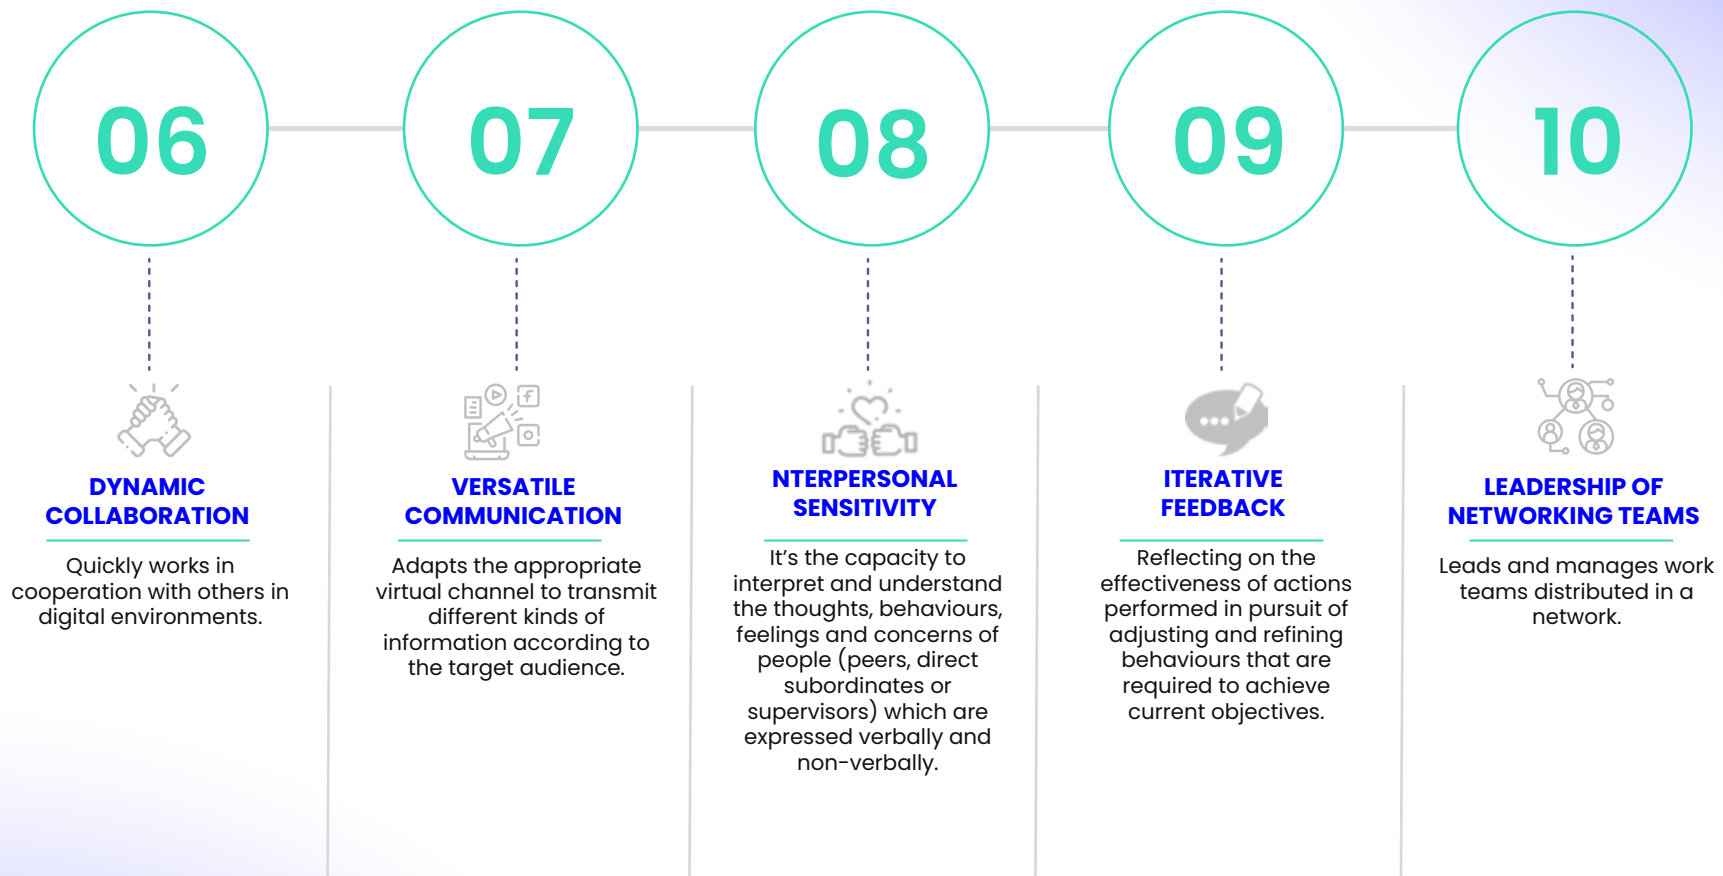 06
07
08
09
10
DYNAMIC
COLLABORATION
Quickly works in
cooperation with others in
digital environments.
VERSATILE
COMMUNICATION
Adapts the appropriate
virtual channel to transmit
different kinds of
information according to
the target audience.
NTERPERSONAL
SENSITIVITY
It’s the capacity to
interpret and understand
the thoughts, behaviours,
feelings and concerns of
people (peers, direct
subordinates or
supervisors) which are
expressed verbally and
non-verbally.
ITERATIVE
FEEDBACK
Reflecting on the
effectiveness of actions
performed in pursuit of
adjusting and refining
behaviours that are
required to achieve
current objectives.
LEADERSHIP OF
NETWORKING TEAMS
Leads and manages work
teams distributed in a
network.